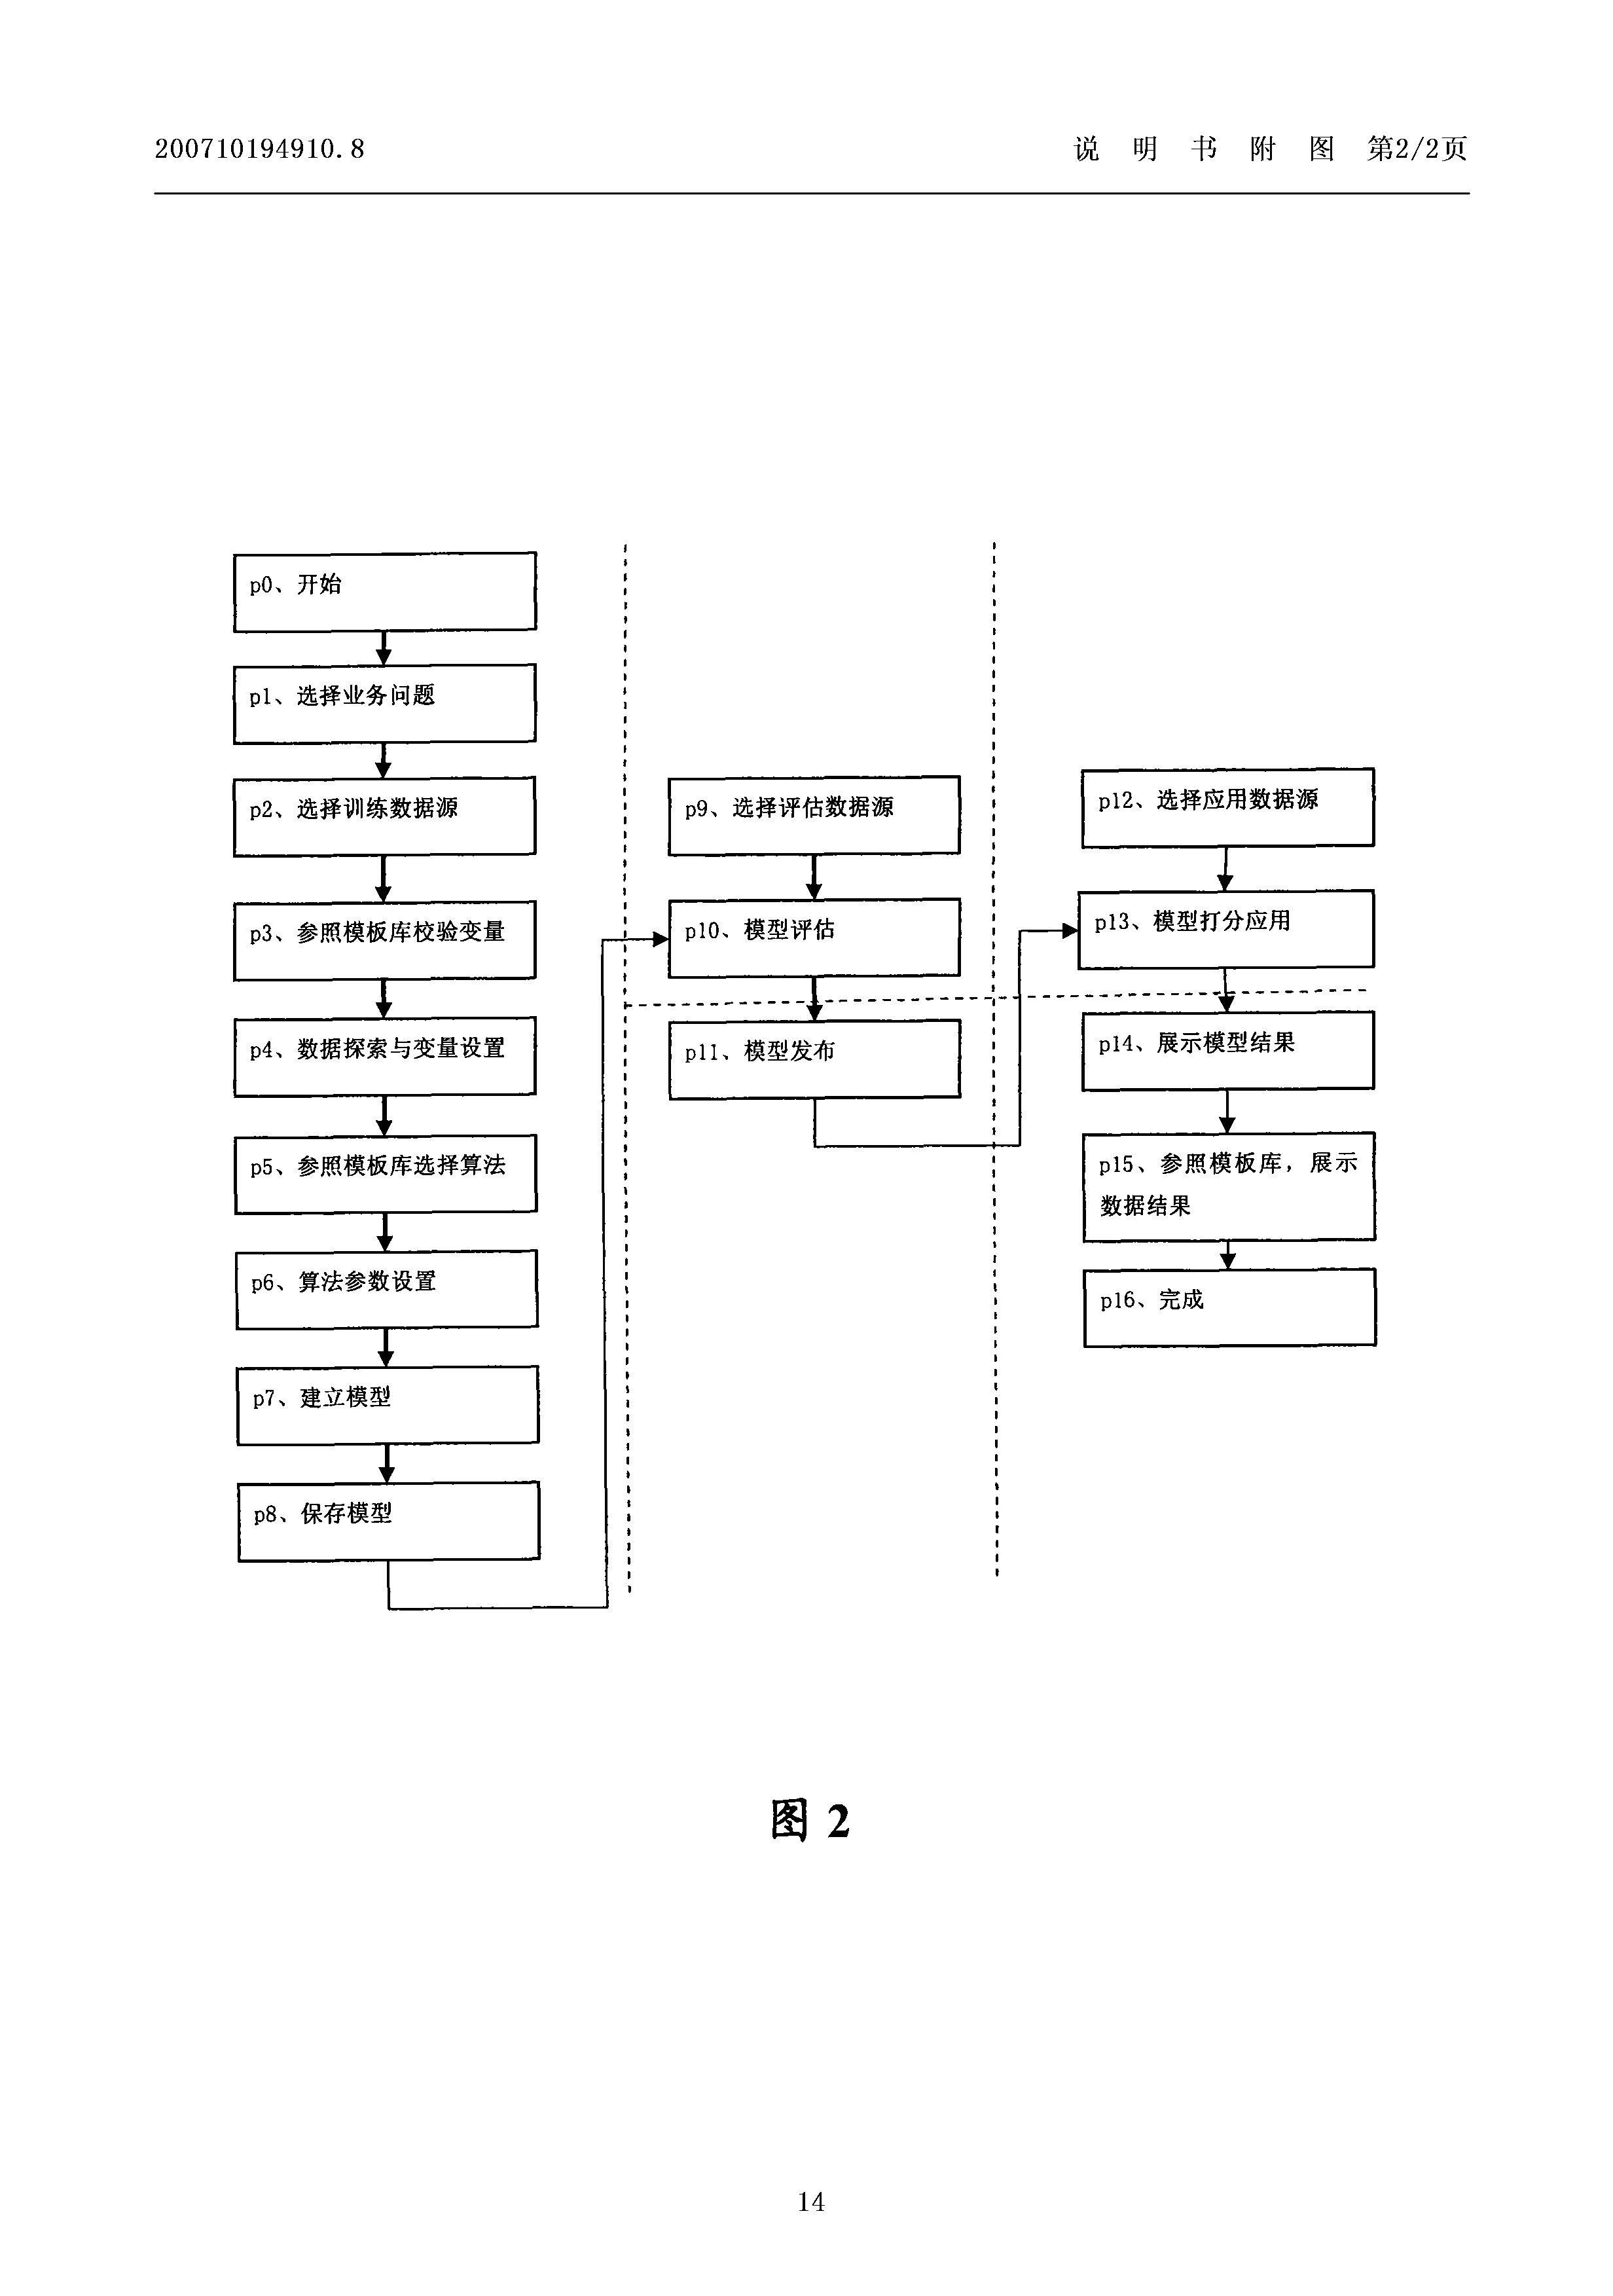 200710194910.8
说 明 书 附 图 第2/2页
p0、开始
p1、选择业务问题
p2、选择训练数据源
p3、参照模板库校验变量
p4、数据探索与变量设置
p5、参照模板库选择算法
p6、算法参数设置
p7、建立模型
p8、保存模型
p9、选择评估数据源
p10、模型评估
p11、模型发布
p12、选择应用数据源
p13、模型打分应用
p14、展示模型结果
p15、参照模板库，展示
数据结果
p16、完成
图 2
14